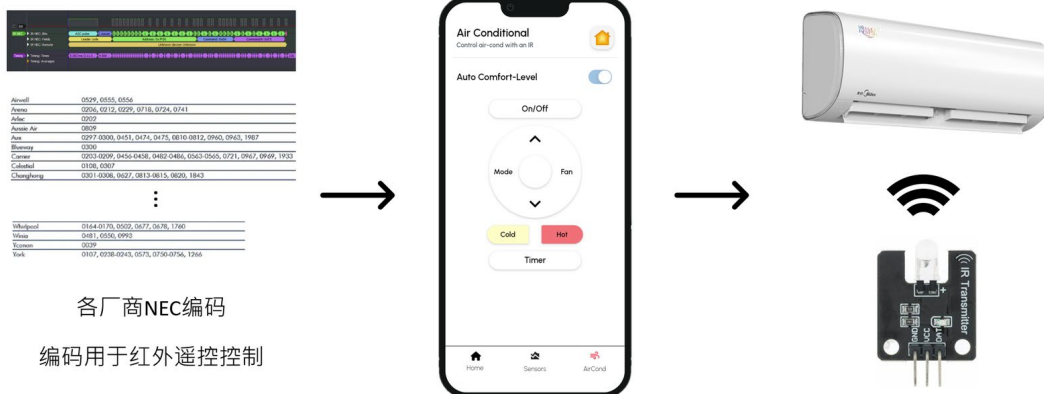 Airwell 0529, 0555, 0556
Arena 0206, 0212, 0229, 0718, 0724, 0741
Arlec 0202
Aussie Air 0809
Aux 0297-0300, 0451, 0474, 0475, 0810-0812, 0960, 0963, 1987
Blueway 0300
Carrier 0203-0209, 0456-0458, 0482-0486, 0563-0565, 0721, 0967, 0969, 1933
Celestial 0108, 0307
Changhong 0301-0308, 0627, 0813-0815, 0820, 1843
Whirlpool 0164-0170, 0502, 0677, 0678, 1760
Winia 0481, 0550, 0993
Yconon 0039
York 0107, 0238-0243, 0573, 0750-0756, 1266
各厂商NEC编码
编码用于红外遥控控制
Air Conditional
Control air-cond with an IR
Auto Comfort-Level
On/Off
Mode
Fan
Cold
Hot
Timer
Home
Sensors
AirCond
IR Transmitter
GND
VCC
DAT